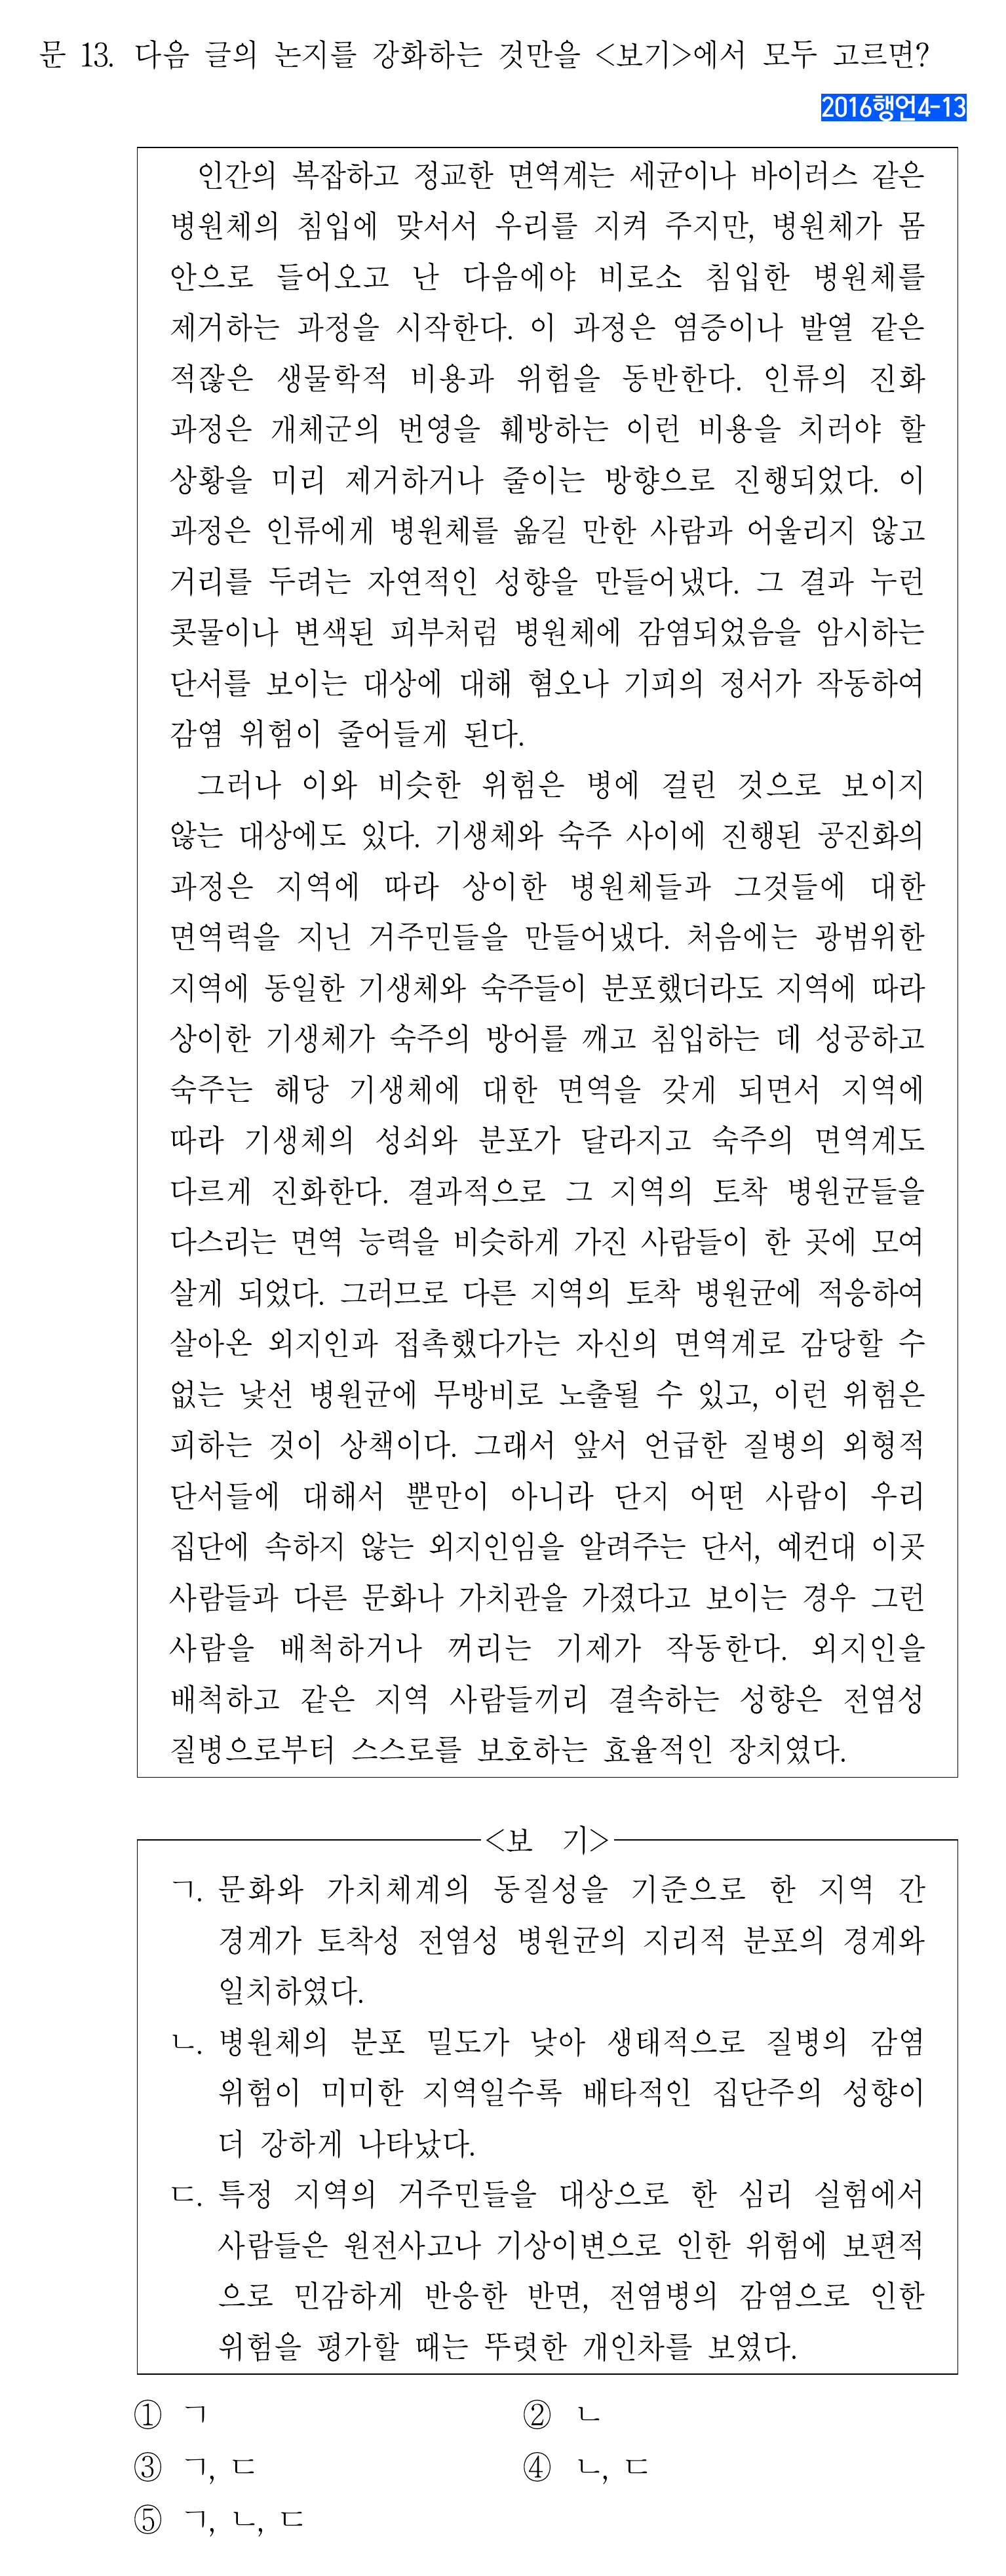 문 13. 다음 글의 논지를 강화하는 것만을 <보기>에서 모두 고르면?
2016행언4-13
인간의 복잡하고 정교한 면역계는 세균이나 바이러스 같은
병원체의 침입에 맞서서 우리를 지켜 주지만, 병원체가 몸
안으로 들어오고 난 다음에야 비로소 침입한 병원체를
제거하는 과정을 시작한다. 이 과정은 염증이나 발열 같은
적잖은 생물학적 비용과 위험을 동반한다. 인류의 진화
과정은 개체군의 번영을 훼방하는 이런 비용을 치러야 할
상황을 미리 제거하거나 줄이는 방향으로 진행되었다. 이
과정은 인류에게 병원체를 옮길 만한 사람과 어울리지 않고
거리를 두려는 자연적인 성향을 만들어냈다. 그 결과 누런
콧물이나 변색된 피부처럼 병원체에 감염되었음을 암시하는
단서를 보이는 대상에 대해 혐오나 기피의 정서가 작동하여
감염 위험이 줄어들게 된다.
그러나 이와 비슷한 위험은 병에 걸린 것으로 보이지
않는 대상에도 있다. 기생체와 숙주 사이에 진행된 공진화의
과정은 지역에 따라 상이한 병원체들과 그것들에 대한
면역력을 지닌 거주민들을 만들어냈다. 처음에는 광범위한
지역에 동일한 기생체와 숙주들이 분포했더라도 지역에 따라
상이한 기생체가 숙주의 방어를 깨고 침입하는 데 성공하고
숙주는 해당 기생체에 대한 면역을 갖게 되면서 지역에
따라 기생체의 성쇠와 분포가 달라지고 숙주의 면역계도
다르게 진화한다. 결과적으로 그 지역의 토착 병원균들을
다스리는 면역 능력을 비슷하게 가진 사람들이 한 곳에 모여
살게 되었다. 그러므로 다른 지역의 토착 병원균에 적응하여
살아온 외지인과 접촉했다가는 자신의 면역계로 감당할 수
없는 낯선 병원균에 무방비로 노출될 수 있고, 이런 위험은
피하는 것이 상책이다. 그래서 앞서 언급한 질병의 외형적
단서들에 대해서 뿐만이 아니라 단지 어떤 사람이 우리
집단에 속하지 않는 외지인임을 알려주는 단서, 예컨대 이곳
사람들과 다른 문화나 가치관을 가졌다고 보이는 경우 그런
사람을 배척하거나 꺼리는 기제가 작동한다. 외지인을
배척하고 같은 지역 사람들끼리 결속하는 성향은 전염성
질병으로부터 스스로를 보호하는 효율적인 장치였다.
<보 기>
ㄱ. 문화와 가치체계의 동질성을 기준으로 한 지역 간
경계가 토착성 전염성 병원균의 지리적 분포의 경계와
일치하였다.
ㄴ. 병원체의 분포 밀도가 낮아 생태적으로 질병의 감염
위험이 미미한 지역일수록 배타적인 집단주의 성향이
더 강하게 나타났다.
ㄷ. 특정 지역의 거주민들을 대상으로 한 심리 실험에서
사람들은 원전사고나 기상이변으로 인한 위험에 보편적
으로 민감하게 반응한 반면, 전염병의 감염으로 인한
위험을 평가할 때는 뚜렷한 개인차를 보였다.
① ㄱ ② ㄴ
③ ㄱ, ㄷ ④ ㄴ, ㄷ
⑤ ㄱ, ㄴ, ㄷ